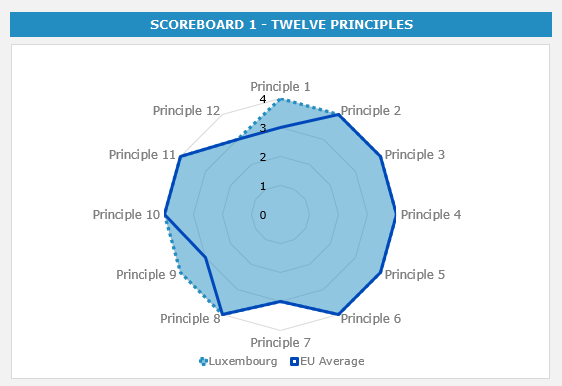 SCOREBOARD 1 - TWELVE PRINCIPLES
Principle 1
Principle 12
Principle 2
4
3
Principle 11
Principle 3
2
1
Principle 10
0
Principle 4
Principle 9
Principle 5
Principle 8
Principle 6
Principle 7
Luxembourg EU Average